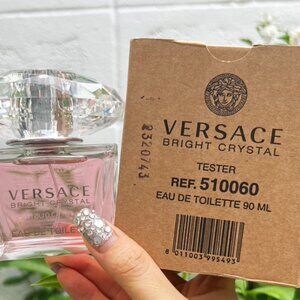 VERSACE
BRIGHT CRYSTAL
EAU DE TOILETTE
2320743
VERSACE
BRIGHT CRYSTAL
TESTER
REF. 510060
EAU DE TOILETTE 90 ML
8 011003 995493